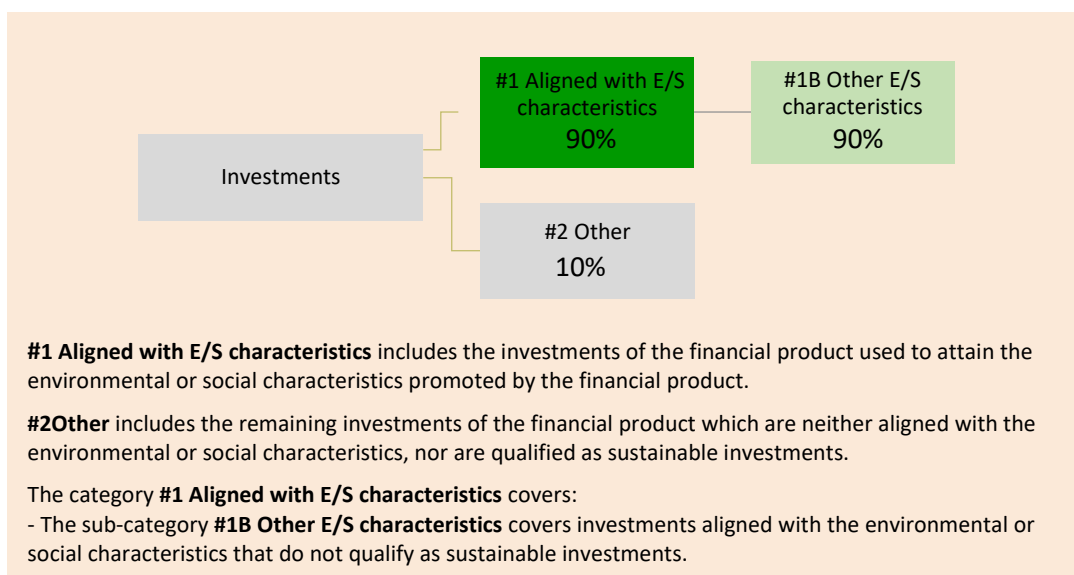 #1 Aligned with E/S
characteristics
90%
#1B Other E/S
characteristics
90%
Investments
#2 Other
10%
#1 Aligned with E/S characteristics includes the investments of the financial product used to attain the
environmental or social characteristics promoted by the financial product.
#2Other includes the remaining investments of the financial product which are neither aligned with the
environmental or social characteristics, nor are qualified as sustainable investments.
The category #1 Aligned with E/S characteristics covers:
- The sub-category #1B Other E/S characteristics covers investments aligned with the environmental or
social characteristics that do not qualify as sustainable investments.